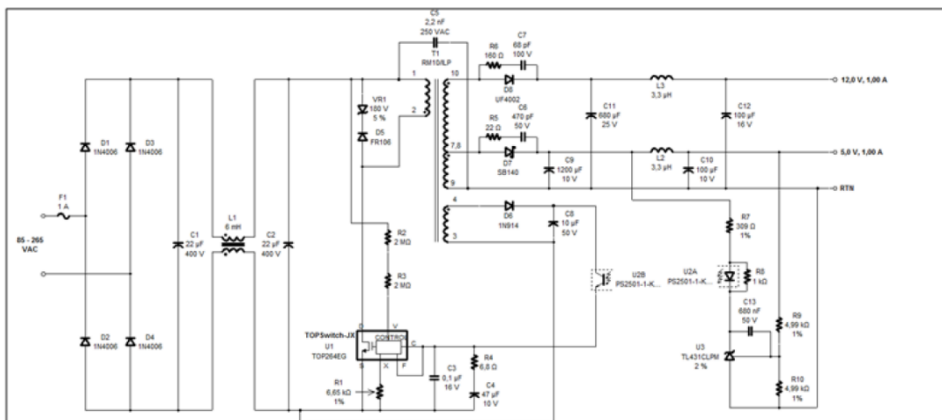 C5
2,2 nF
250 VAC
T1
RM10/ILP
1
2
10
7,8
9
4
3
R6
160 Ω
C7
68 pF
100 V
D8
UF4002
R5
22 Ω
C6
470 pF
50 V
D7
SB140
C11
680 µF
25 V
L3
3,3 µH
C12
100 µF
16 V
12,0 V, 1,00 A
C9
1200 µF
10 V
L2
3,3 µH
C10
100 µF
10 V
5,0 V, 1,00 A
RTN
D6
1N914
C8
10 µF
50 V
VR1
180 V
5 %
D5
FR106
D1
1N4006
D3
1N4006
F1
1 A
85 - 265
VAC
L1
6 mH
C1
22 µF
400 V
C2
22 µF
400 V
D2
1N4006
D4
1N4006
R2
2 MΩ
R3
2 MΩ
TOPSwitch-JX
U1
TOP264EG
D
V
CONTROL
C
S
X
F
R1
6,65 kΩ
1%
C3
0,1 µF
16 V
R4
6,8 Ω
C4
47 µF
10 V
U2B
PS2501-1-K...
R7
309 Ω
1%
U2A
PS2501-1-K...
R8
1 kΩ
C13
680 nF
50 V
U3
TL431CLPM
2 %
R9
4,99 kΩ
1%
R10
4,99 kΩ
1%